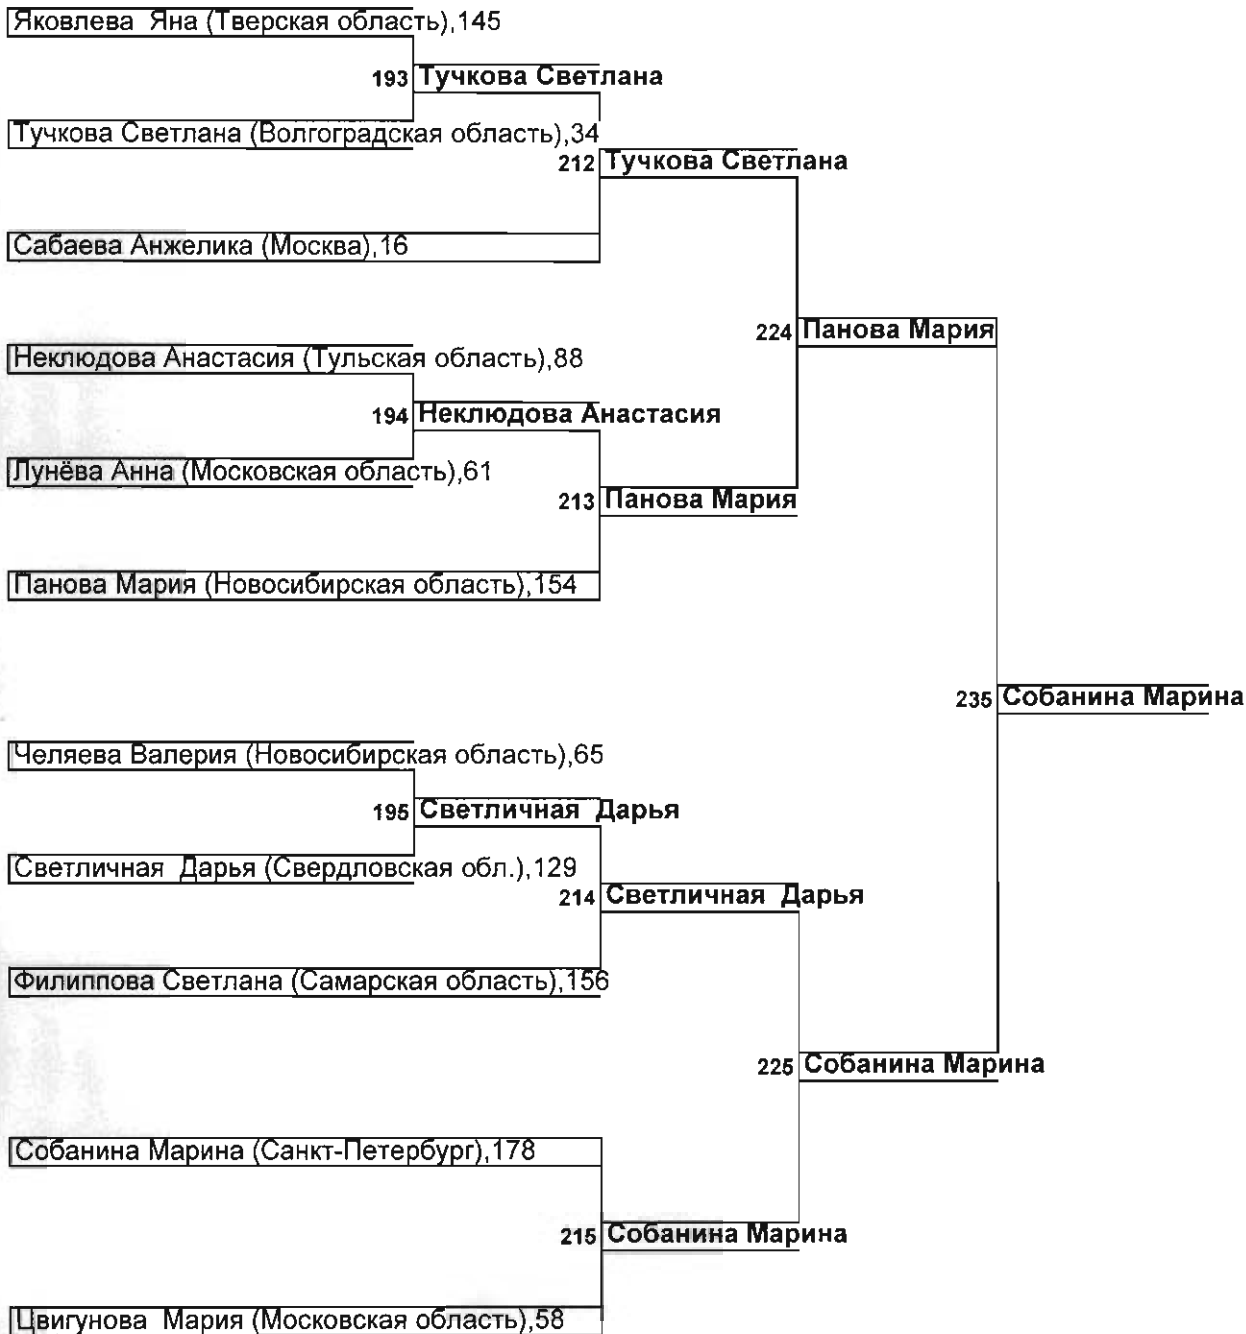 Яковлева Яна (Тверская область),145
193 Тучкова Светлана
Тучкова Светлана (Волгоградская область),34
212 Тучкова Светлана
Сабаева Анжелика (Москва),16
224 Панова Мария
Неклюдова Анастасия (Тульская область),88
194 Неклюдова Анастасия
Лунёва Анна (Московская область),61
213 Панова Мария
Панова Мария (Новосибирская область),154
235 Собанина Марина
Челяева Валерия (Новосибирская область),65
195 Светличная Дарья
Светличная Дарья (Свердловская обл.),129
214 Светличная Дарья
Филиппова Светлана (Самарская область),156
225 Собанина Марина
Собанина Марина (Санкт-Петербург),178
215 Собанина Марина
Цвигунова Мария (Московская область),58